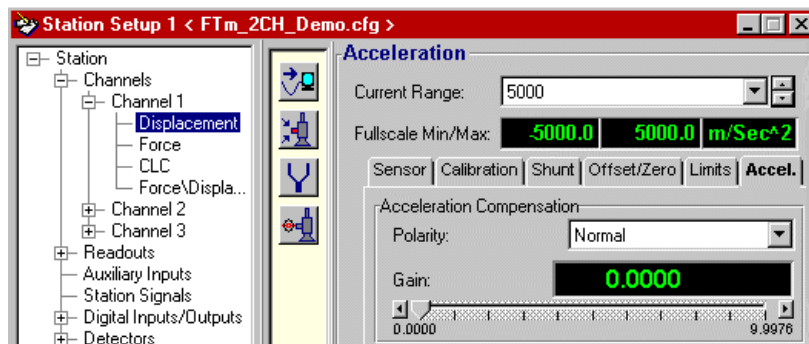 Station Setup 1 < FTm_2CH_Demo.cfg >
Station
Channels
Channel 1
Displacement
Force
CLC
Force\Displa...
Channel 2
Channel 3
Readouts
Auxiliary Inputs
Station Signals
Digital Inputs/Outputs
Detectors
Acceleration
Current Range: 5000
Fullscale Min/Max: -5000.0 5000.0 m/Sec^2
Sensor Calibration Shunt Offset/Zero Limits Accel.
Acceleration Compensation
Polarity: Normal
Gain: 0.0000
0.0000 9.9976